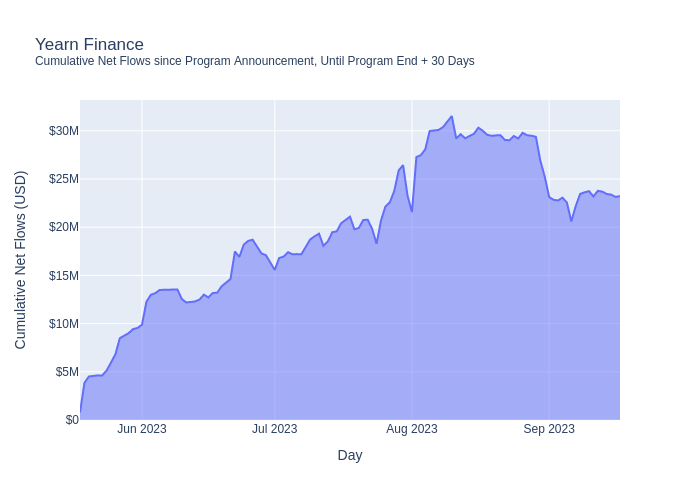 Yearn Finance
Cumulative Net Flows since Program Announcement, Until Program End + 30 Days
Cumulative Net Flows (USD)
$30M
$25M
$20M
$15M
$10M
$5M
$0
Jun 2023
Jul 2023
Aug 2023
Sep 2023
Day